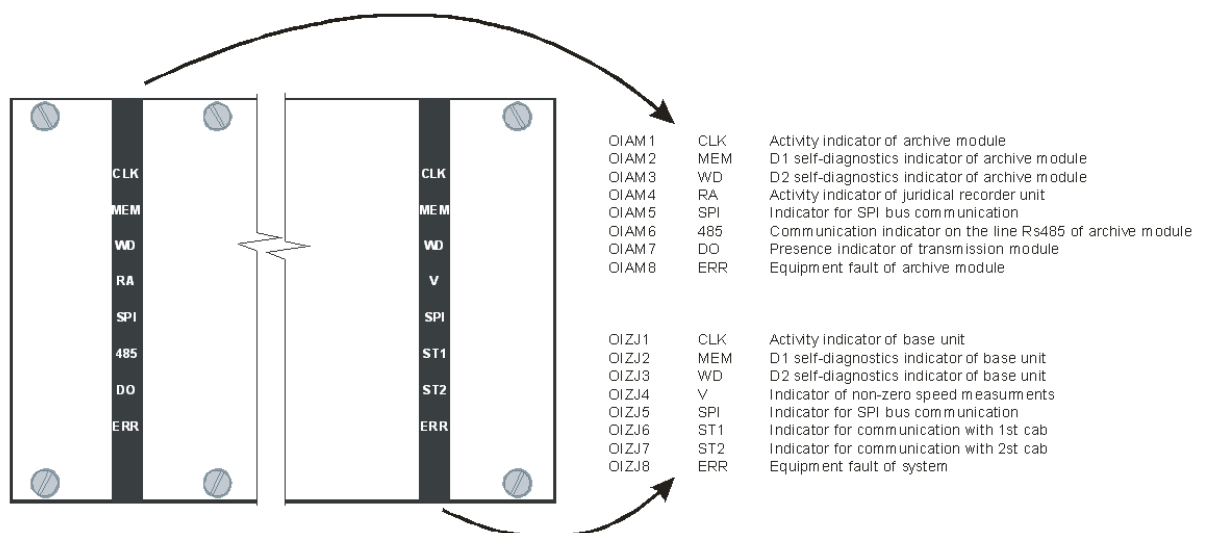 CLK
MEM
WD
RA
SPI
485
DO
ERR
CLK
MEM
WD
V
SPI
ST1
ST2
ERR
OIAM1 CLK Activity indicator of archive module
OIAM2 MEM D1 self-diagnostics indicator of archive module
OIAM3 WD D2 self-diagnostics indicator of archive module
OIAM4 RA Activity indicator of juridical recorder unit
OIAM5 SPI Indicator for SPI bus communication
OIAM6 485 Communication indicator on the line Rs485 of archive module
OIAM7 DO Presence indicator of transmission module
OIAM8 ERR Equipment fault of archive module
OIZJ1 CLK Activity indicator of base unit
OIZJ2 MEM D1 self-diagnostics indicator of base unit
OIZJ3 WD D2 self-diagnostics indicator of base unit
OIZJ4 V Indicator of non-zero speed measurments
OIZJ5 SPI Indicator for SPI bus communication
OIZJ6 ST1 Indicator for communication with 1st cab
OIZJ7 ST2 Indicator for communication with 2st cab
OIZJ8 ERR Equipment fault of system